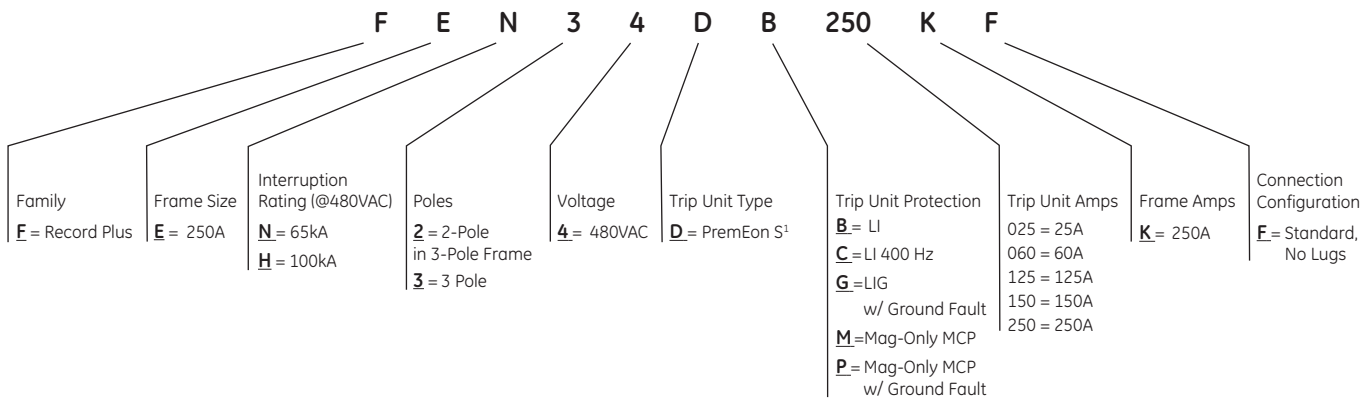 F E N 3 4 D B 250 K F
Family
F = Record Plus
Frame Size
E = 250A
Interruption
Rating (@480VAC)
N = 65kA
H = 100kA
Poles
2 = 2-Pole
in 3-Pole Frame
3 = 3 Pole
Voltage
4 = 480VAC
Trip Unit Type
D = PremEon S¹
Trip Unit Protection
B = LI
C = LI 400 Hz
G =LIG
w/ Ground Fault
M =Mag-Only MCP
P = Mag-Only MCP
w/ Ground Fault
Trip Unit Amps
025 = 25A
060 = 60A
125 = 125A
150 = 150A
250 = 250A
Frame Amps
K = 250A
Connection
Configuration
F = Standard,
No Lugs